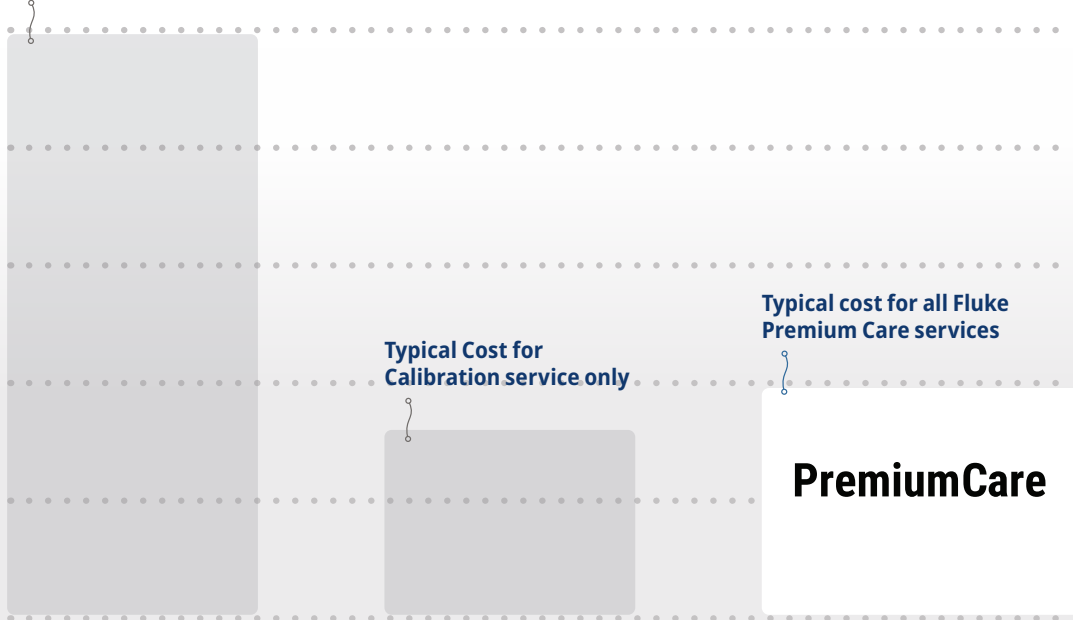 Typical cost for all Fluke
Premium Care services
Typical Cost for
Calibration service only
PremiumCare